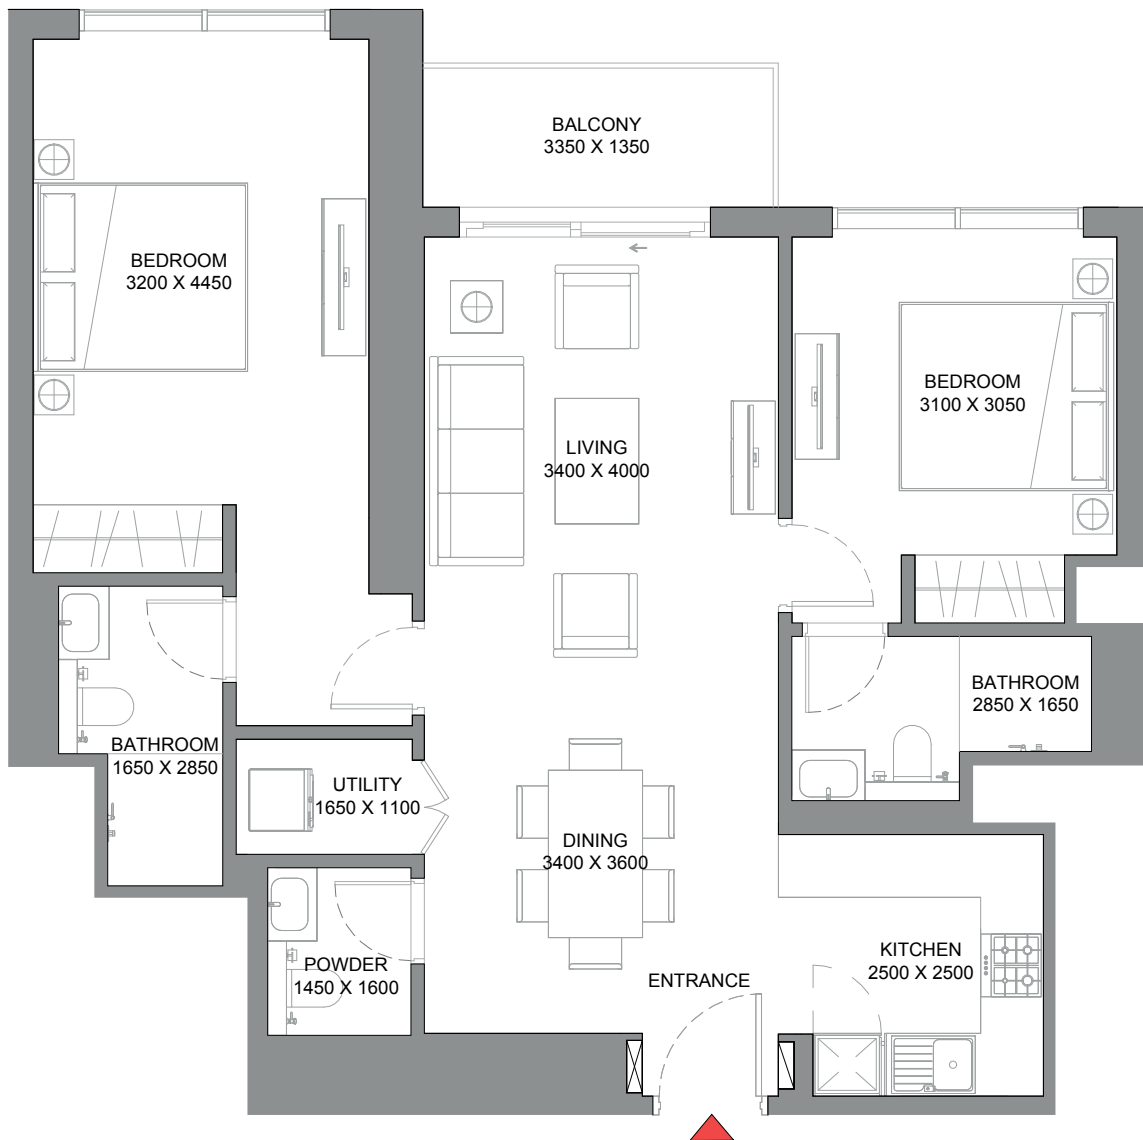 BALCONY
3350 X 1350
BEDROOM
3200 X 4450
BEDROOM
3100 X 3050
LIVING
3400 X 4000
BATHROOM
2850 X 1650
BATHROOM
1650 X 2850
UTILITY
1650 X 1100
DINING
3400 X 3600
KITCHEN
2500 X 2500
POWDER
1450 X 1600
ENTRANCE